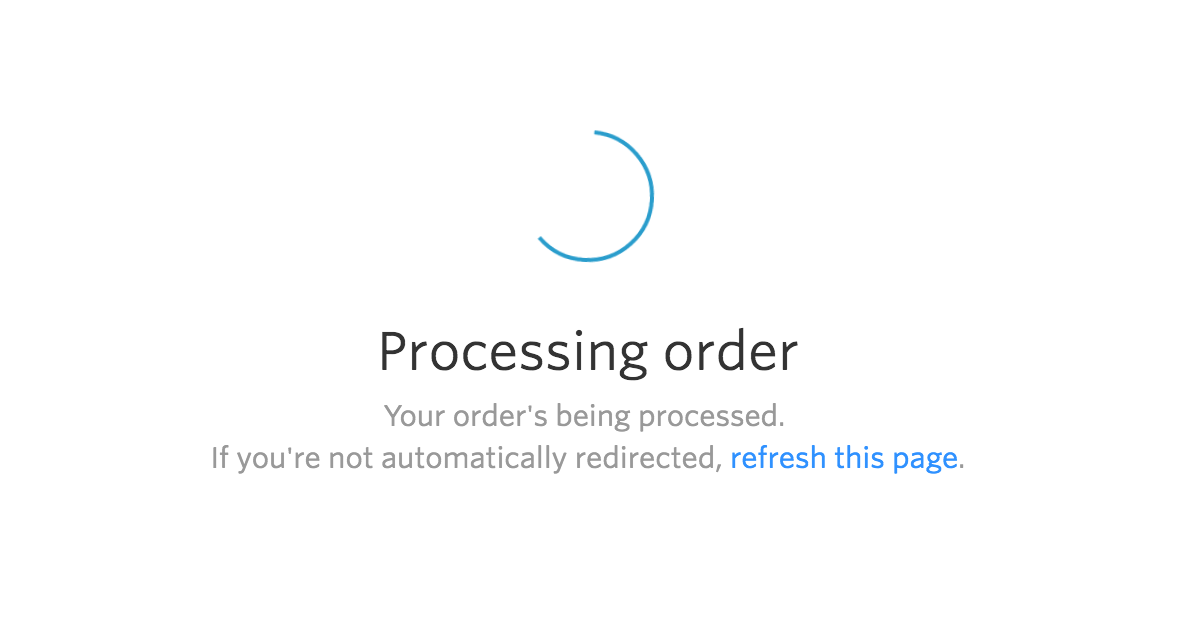 Processing order
Your order's being processed.
If you're not automatically redirected, refresh this page.